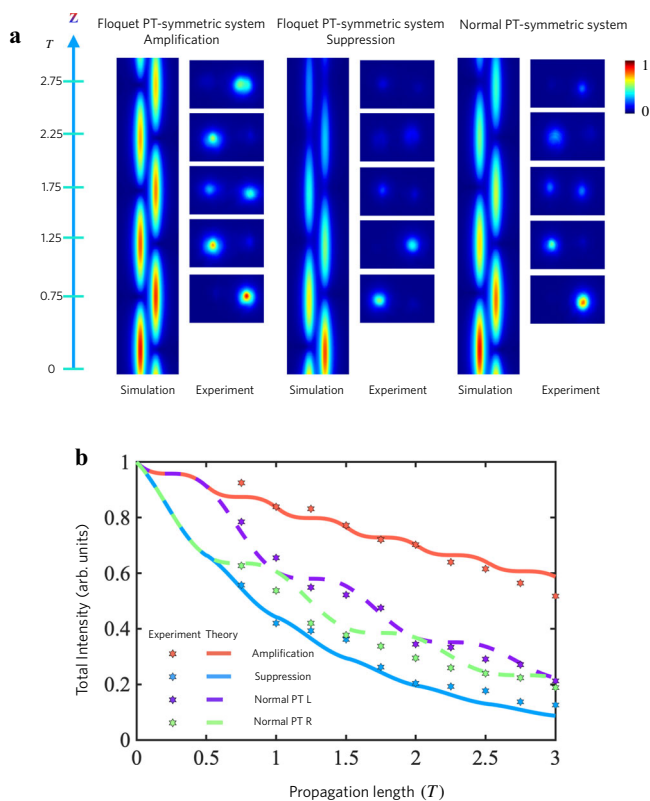 a
Z
T
Floquet PT-symmetric system
Amplification
Floquet PT-symmetric system
Suppression
Normal PT-symmetric system
1
0
2.75
2.25
1.75
1.25
0.75
0
Simulation Experiment Simulation Experiment Simulation Experiment
b
Total Intensity (arb. units)
1
0.8
0.6
0.4
0.2
0
Experiment Theory
Amplification
Suppression
Normal PT L
Normal PT R
0 0.5 1 1.5 2 2.5 3
Propagation length (T)